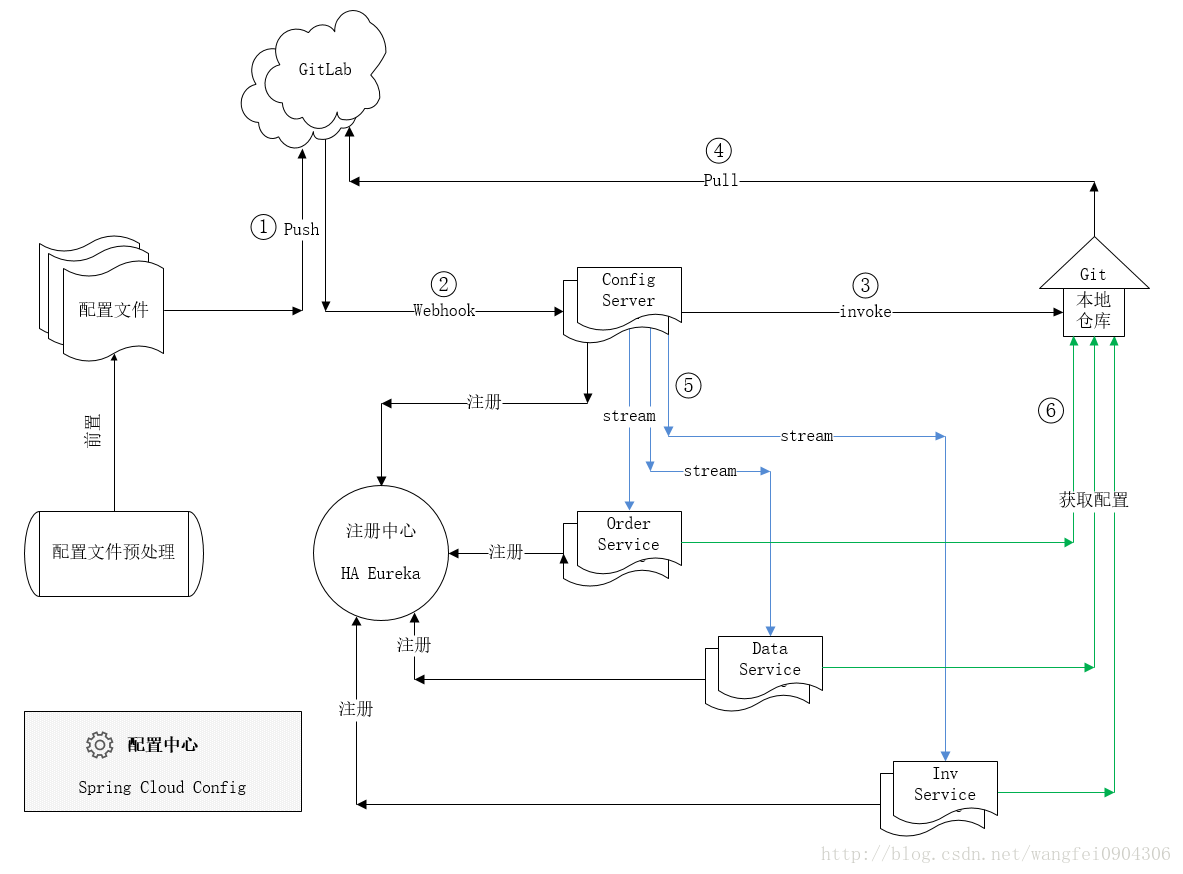 GitLab
④
Pull
①
Push
②
Webhook
Config
Server
③
invoke
Git
本地
仓库
配置文件
前置
配置文件预处理
注册
stream
⑤
stream
stream
⑥
获取配置
注册中心
HA Eureka
注册
Order
Service
注册
Data
Service
注册
Inv
Service
配置中心
Spring Cloud Config
http://blog.csdn.net/wangfei0904306